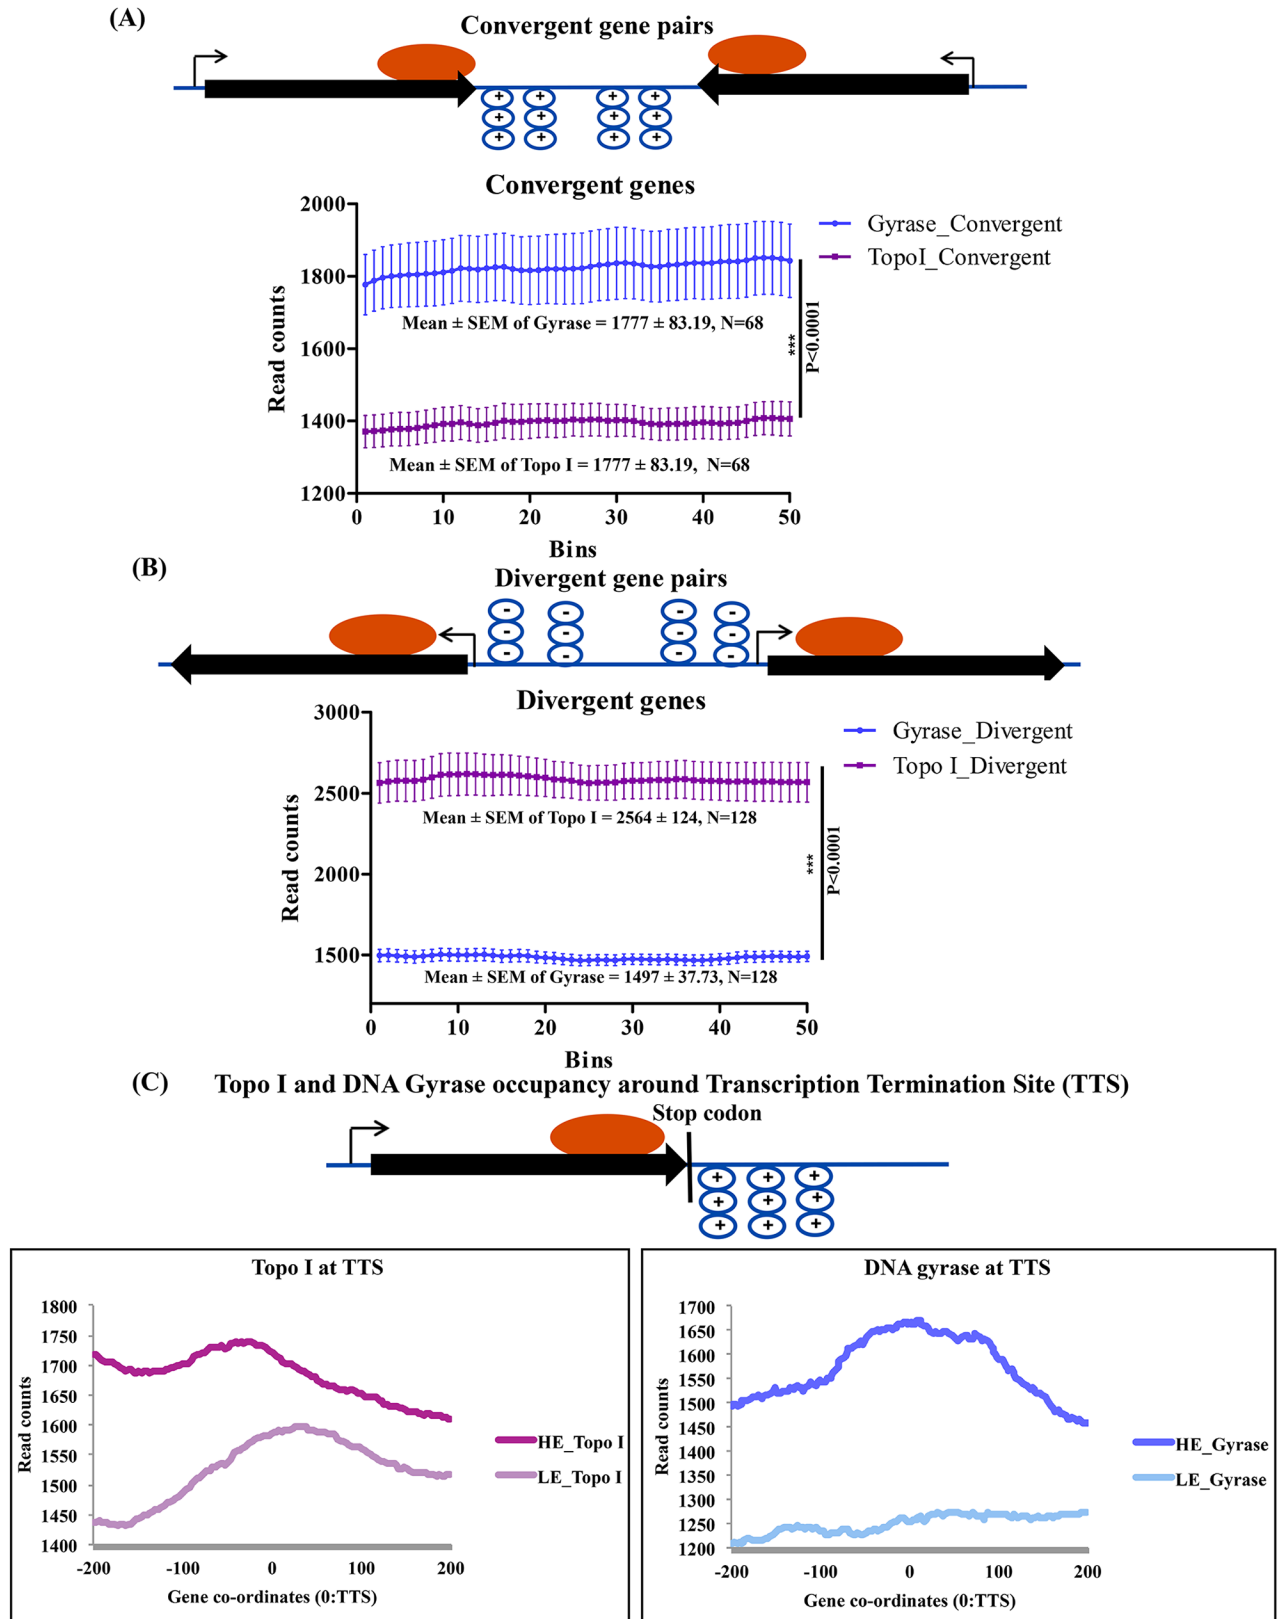 (A)
Convergent gene pairs
+ + + +
+ + + +
+ + + +
Convergent genes
Gyrase_Convergent
TopoI_Convergent
Read counts
2000
1800
1600
1400
1200
Mean ± SEM of Gyrase = 1777 ± 83.19, N=68
Mean ± SEM of Topo I = 1777 ± 83.19, N=68
***
P<0.0001
0 10 20 30 40 50
Bins
(B)
Divergent gene pairs
- - - -
- - - -
- - - -
Divergent genes
Gyrase_Divergent
Topo I_Divergent
Read counts
3000
2500
2000
1500
Mean ± SEM of Topo I = 2564 ± 124, N=128
Mean ± SEM of Gyrase = 1497 ± 37.73, N=128
***
P<0.0001
0 10 20 30 40 50
Bins
(C) Topo I and DNA Gyrase occupancy around Transcription Termination Site (TTS)
Stop codon
+ + +
+ + +
+ + +
Topo I at TTS
Read counts
1800
1750
1700
1650
1600
1550
1500
1450
1400
HE_Topo I
LE_Topo I
-200 -100 0 100 200
Gene co-ordinates (0:TTS)
DNA gyrase at TTS
Read counts
1700
1650
1600
1550
1500
1450
1400
1350
1300
1250
1200
HE_Gyrase
LE_Gyrase
-200 -100 0 100 200
Gene co-ordinates (0:TTS)